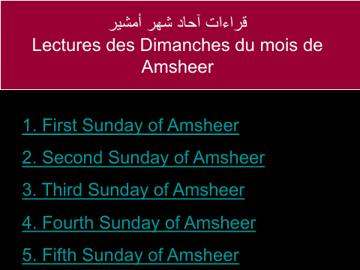 قراءات آحاد شهر أمشير
Lectures des Dimanches du mois de
Amsheer
1. First Sunday of Amsheer
2. Second Sunday of Amsheer
3. Third Sunday of Amsheer
4. Fourth Sunday of Amsheer
5. Fifth Sunday of Amsheer